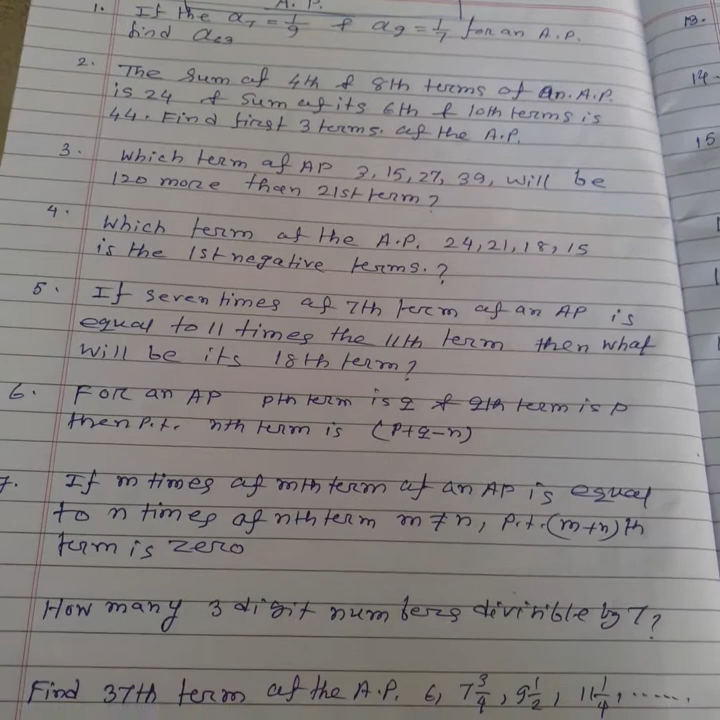 A. P.
1. If the a₇ = 1/9 & a₉ = 1/7 for an A.P.
find a₆₃
2. The sum of 4th & 8th terms of an A.P.
is 24 & sum of its 6th & 10th terms is
44. Find first 3 terms. of the A.P.
3. Which term of AP 3, 15, 27, 39, will be
120 more than 21st term?
4. Which term of the A.P. 24, 21, 18, 15
is the 1st negative terms.?
5. If seven times of 7th term of an AP is
equal to 11 times the 11th term then what
will be its 18th term?
6. For an AP pth term is q & qth term is p
then P.t. nth term is (p+q-n)
7. If m times of mth term of an AP is equal
to n times of nth term m ≠ n, P.t. (m+n)th
term is zero
How many 3 digit numbers divisible by 7?
Find 37th term of the A.P. 6, 7 3/4, 9 1/2, 11 1/4, ......
13.
14
15